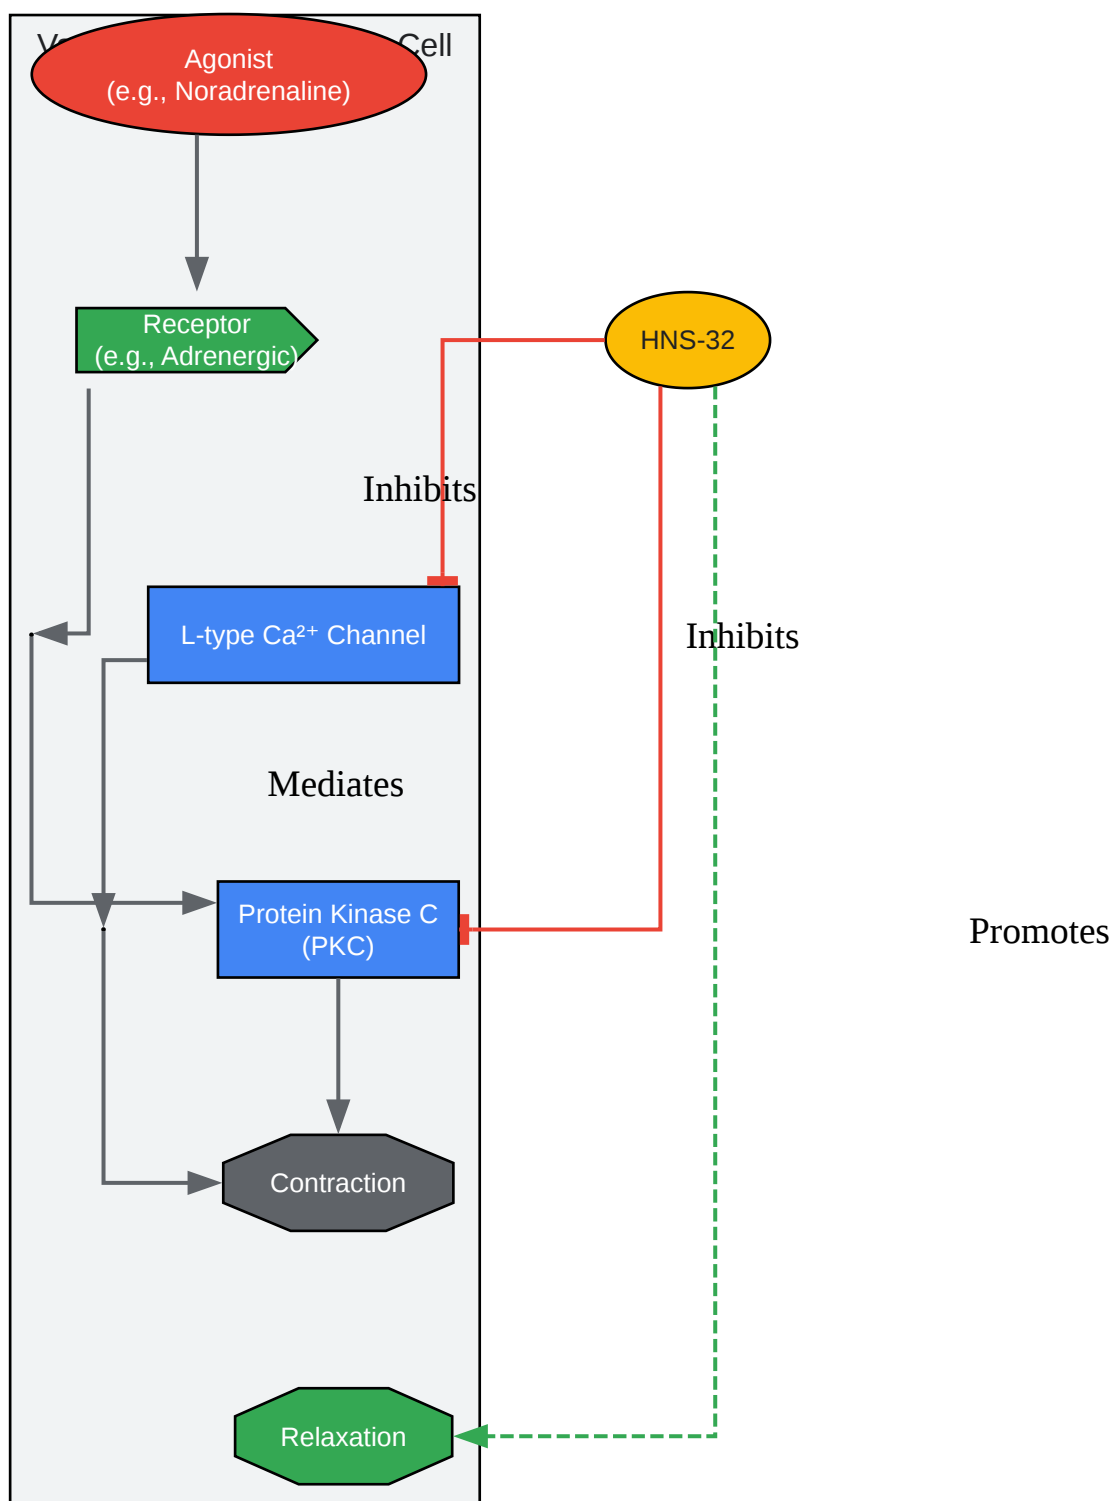 Cell
Agonist
(e.g., Noradrenaline)
Receptor
(e.g., Adrenergic)
HNS-32
Inhibits
L-type Ca²⁺ Channel
Inhibits
Mediates
Protein Kinase C
(PKC)
Promotes
Contraction
Relaxation